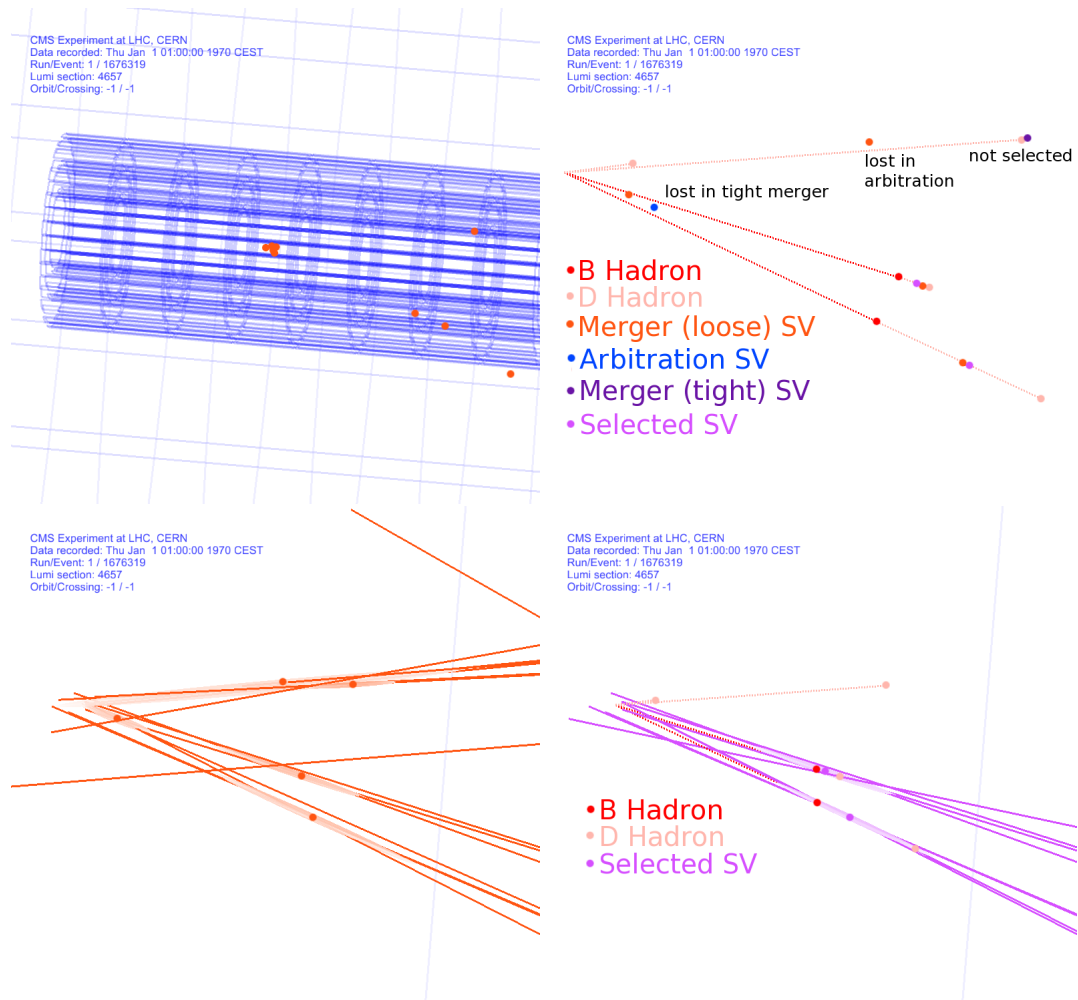 CMS Experiment at LHC, CERN
Data recorded: Thu Jan  1 01:00:00 1970 CEST
Run/Event: 1 / 1676319
Lumi section: 4657
Orbit/Crossing: -1 / -1
CMS Experiment at LHC, CERN
Data recorded: Thu Jan  1 01:00:00 1970 CEST
Run/Event: 1 / 1676319
Lumi section: 4657
Orbit/Crossing: -1 / -1
lost in
arbitration
not selected
lost in tight merger
•B Hadron
•D Hadron
•Merger (loose) SV
•Arbitration SV
•Merger (tight) SV
•Selected SV
CMS Experiment at LHC, CERN
Data recorded: Thu Jan  1 01:00:00 1970 CEST
Run/Event: 1 / 1676319
Lumi section: 4657
Orbit/Crossing: -1 / -1
CMS Experiment at LHC, CERN
Data recorded: Thu Jan  1 01:00:00 1970 CEST
Run/Event: 1 / 1676319
Lumi section: 4657
Orbit/Crossing: -1 / -1
•B Hadron
•D Hadron
•Selected SV